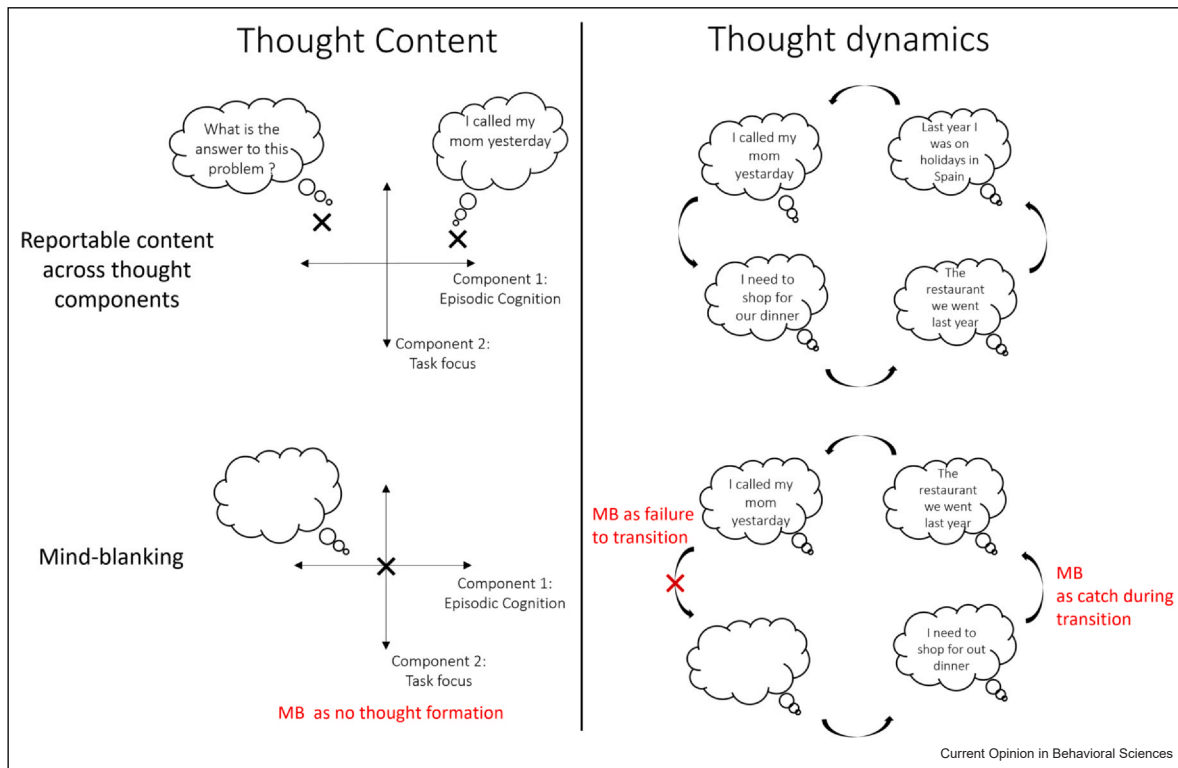 Thought Content
What is the
answer to this
problem ?
I called my
mom yesterday
Reportable content
across thought
components
Component 1:
Episodic Cognition
Component 2:
Task focus
Mind-blanking
Component 1:
Episodic Cognition
Component 2:
Task focus
MB as no thought formation
Thought dynamics
I called my
mom
yestarday
Last year I
was on
holidays in
Spain
I need to
shop for
our dinner
The
restaurant
we went
last year
I called my
mom
yestarday
The
restaurant
we went
last year
MB as failure
to transition
MB
as catch during
transition
I need to
shop for out
dinner
Current Opinion in Behavioral Sciences